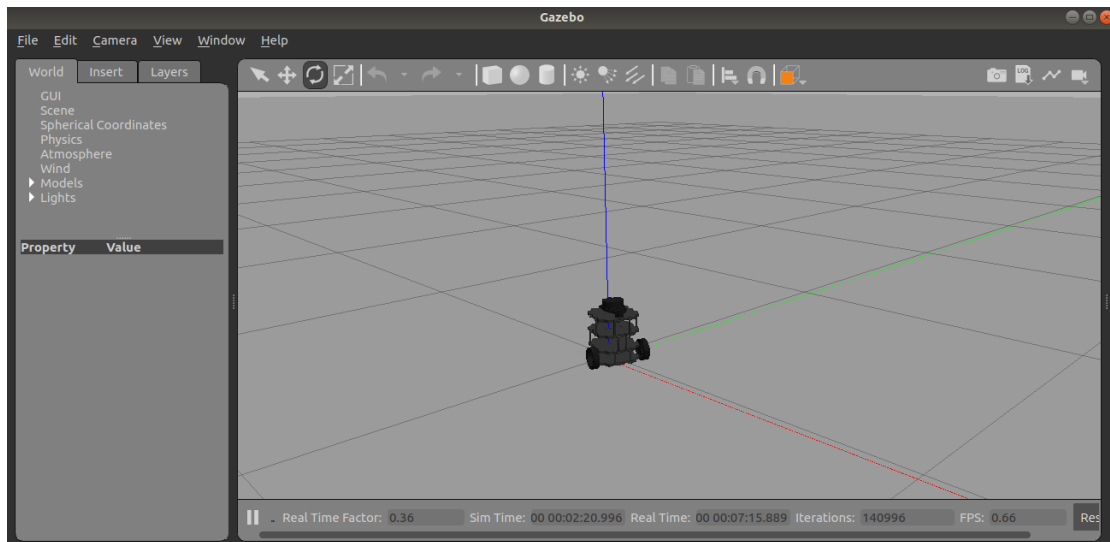 Gazebo
File Edit Camera View Window Help
World Insert Layers
GUI
Scene
Spherical Coordinates
Physics
Atmosphere
Wind
Models
Lights
Property Value
LOG
Real Time Factor: 0.36 Sim Time: 00 00:02:20.996 Real Time: 00 00:07:15.889 Iterations: 140996 FPS: 0.66 Res